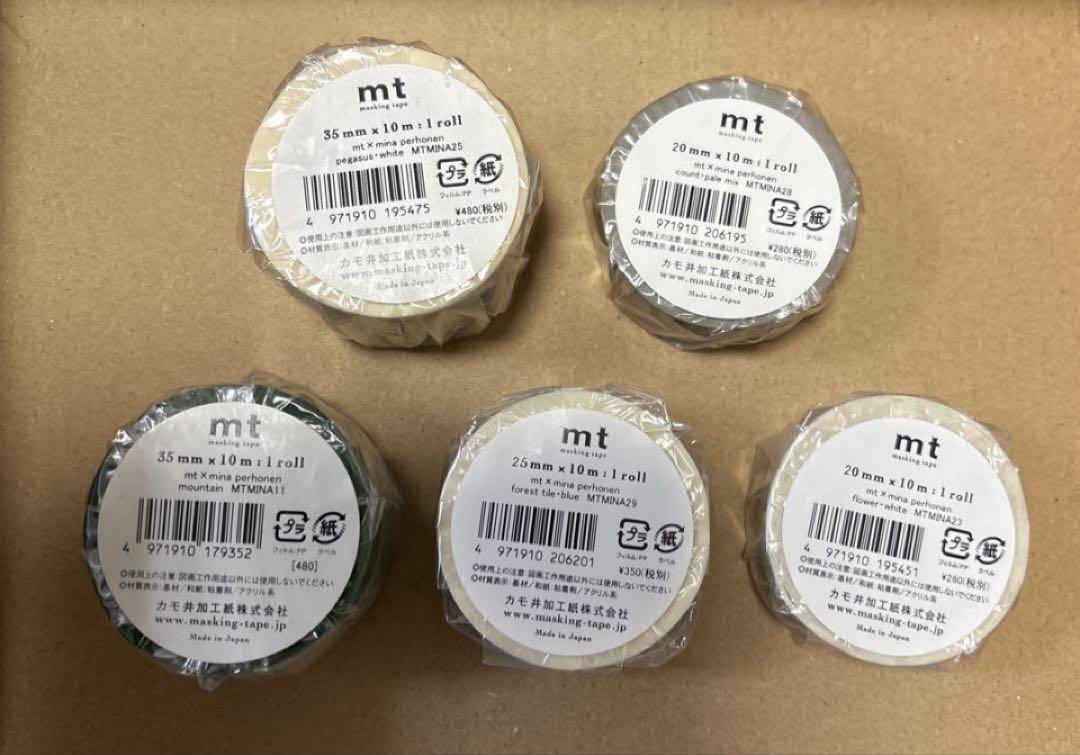 mt
masking tape
35mm x 10m : 1 roll
mt×mina perhonen
pegasus・white MTMINA25
プラ
紙
フィルム:PP
ラベル
4 971910 195475
¥480(税別)
◎使用上の注意:図画工作用途以外には使用しないでください
◎材質表示:基材/和紙 粘着剤/アクリル系
カモ井加工紙株式会社
www.masking-tape.jp
Made in Japan
mt
masking tape
20mm x 10m : 1 roll
mt×mina perhonen
count・pale mix MTMINA28
プラ
紙
フィルム:PP
ラベル
4 971910 206195
¥280(税別)
◎使用上の注意:図画工作用途以外には使用しないでください
◎材質表示:基材/和紙・粘着剤/アクリル系
カモ井加工紙株式会社
www.masking-tape.jp
Made in Japan
mt
masking tape
35mm x 10m : 1 roll
mt×mina perhonen
mountain MTMINA11
プラ
紙
フィルム:PP
ラベル
4 971910 179352
[480]
◎使用上の注意:図画工作用途以外には使用しないでください
◎材質表示:基材/和紙 粘着剤/アクリル系
カモ井加工紙株式会社
www.masking-tape.jp
Made in Japan
mt
masking tape
25mm x 10m : 1 roll
mt×mina perhonen
forest tile・blue MTMINA29
プラ
紙
フィルム:PP
ラベル
4 971910 206201
¥350(税別)
◎使用上の注意:図画工作用途以外には使用しないでください
◎材質表示:基材/和紙・粘着剤/アクリル系
カモ井加工紙株式会社
www.masking-tape.jp
Made in Japan
mt
masking tape
20mm x 10m : 1 roll
mt×mina perhonen
flower・white MTMINA23
プラ
紙
フィルム:PP
ラベル
4 971910 195451
¥280(税別)
◎使用上の注意:図画工作用途以外には使用しないでください
◎材質表示:基材/和紙 粘着剤/アクリル系
カモ井加工紙株式会社
www.masking-tape.jp
Made in Japan